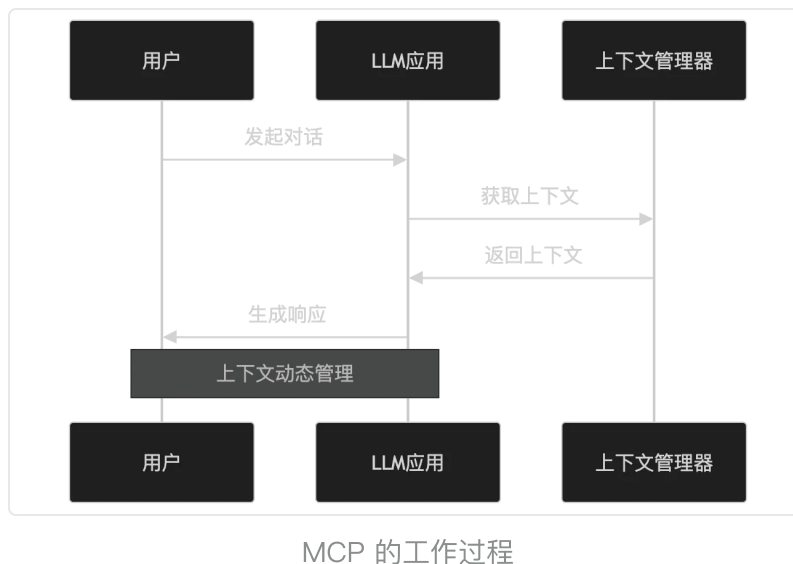 用户 LLM应用 上下文管理器
发起对话
获取上下文
返回上下文
生成响应
上下文动态管理
用户 LLM应用 上下文管理器
MCP 的工作过程